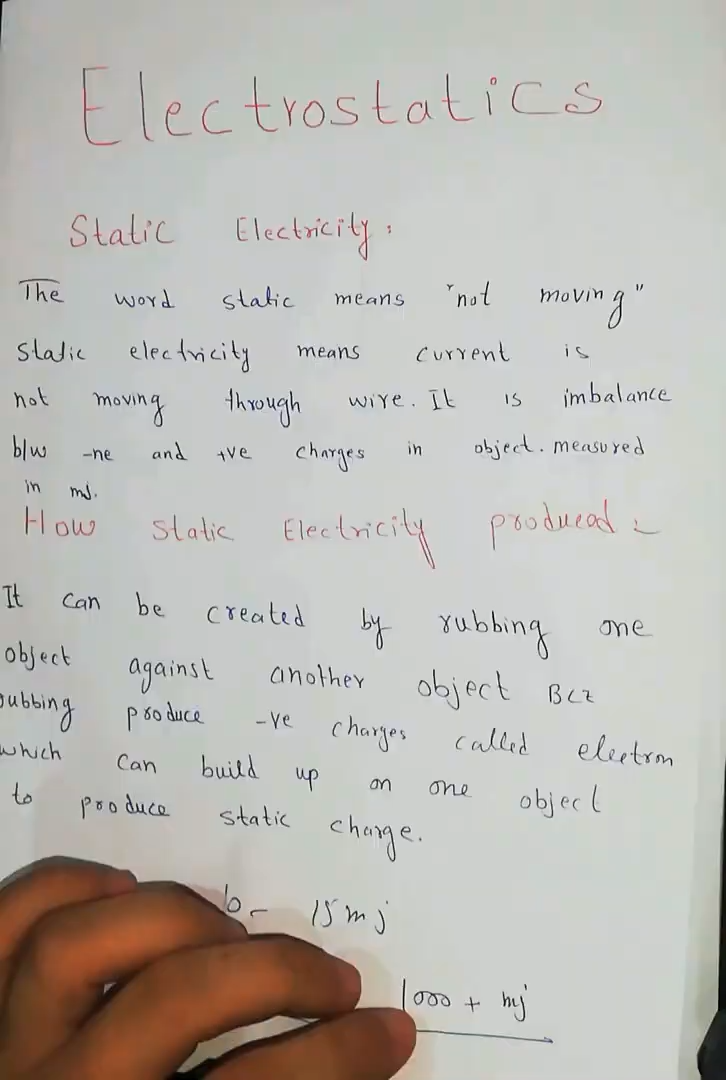 Electrostatics
Static Electricity :
The word static means "not moving"
Static electricity means current is
not moving through wire. It is imbalance
b/w -ne and +ve charges in object. measured
in mJ.
How Static Electricity produced :
It can be created by rubbing one
object against another object BCZ
rubbing produce -ve charges called electron
which can build up on one object
to produce static charge.
15 mj
1000 + mj